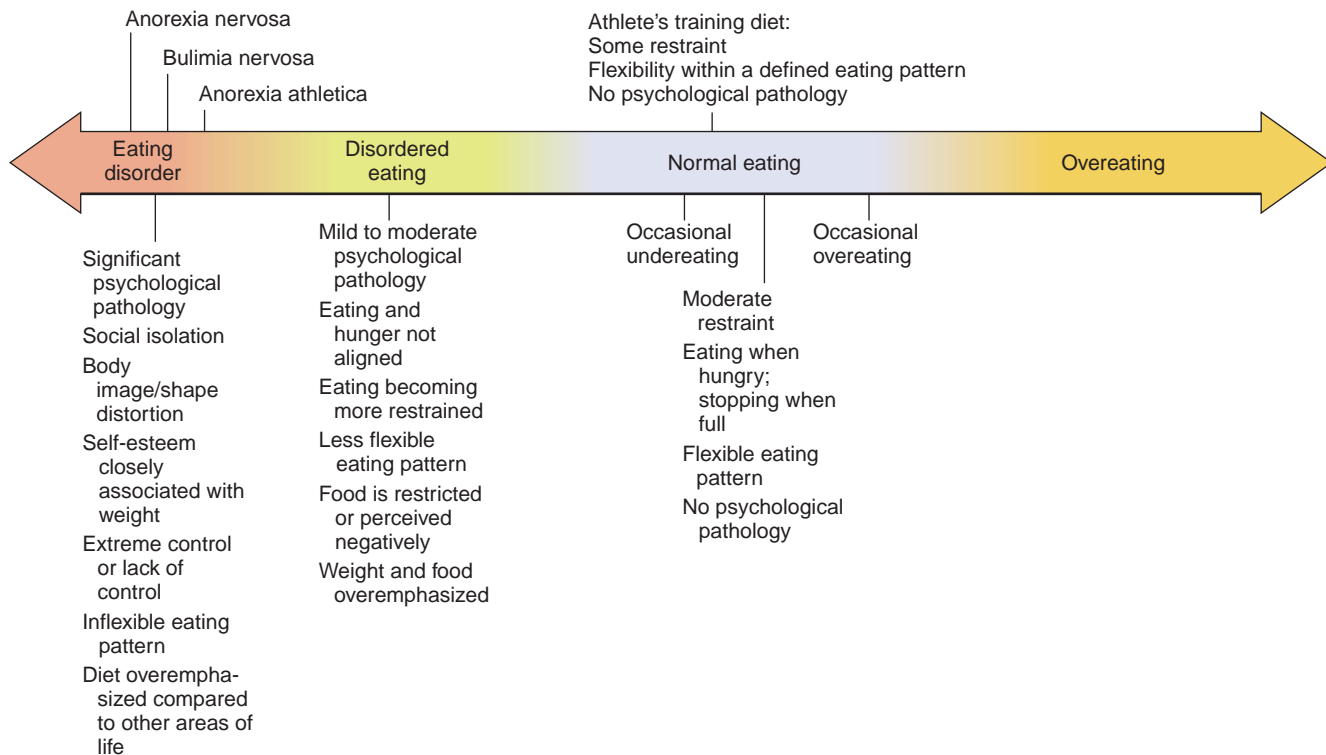 Anorexia nervosa
Bulimia nervosa
Anorexia athletica
Athlete's training diet:
Some restraint
Flexibility within a defined eating pattern
No psychological pathology
Eating
disorder
Disordered
eating
Normal eating
Overeating
Significant
psychological
pathology
Social isolation
Body
image/shape
distortion
Self-esteem
closely
associated with
weight
Extreme control
or lack of
control
Inflexible eating
pattern
Diet overempha-
sized compared
to other areas of
life
Mild to moderate
psychological
pathology
Eating and
hunger not
aligned
Eating becoming
more restrained
Less flexible
eating pattern
Food is restricted
or perceived
negatively
Weight and food
overemphasized
Occasional
undereating
Moderate
restraint
Eating when
hungry;
stopping when
full
Flexible eating
pattern
No psychological
pathology
Occasional
overeating